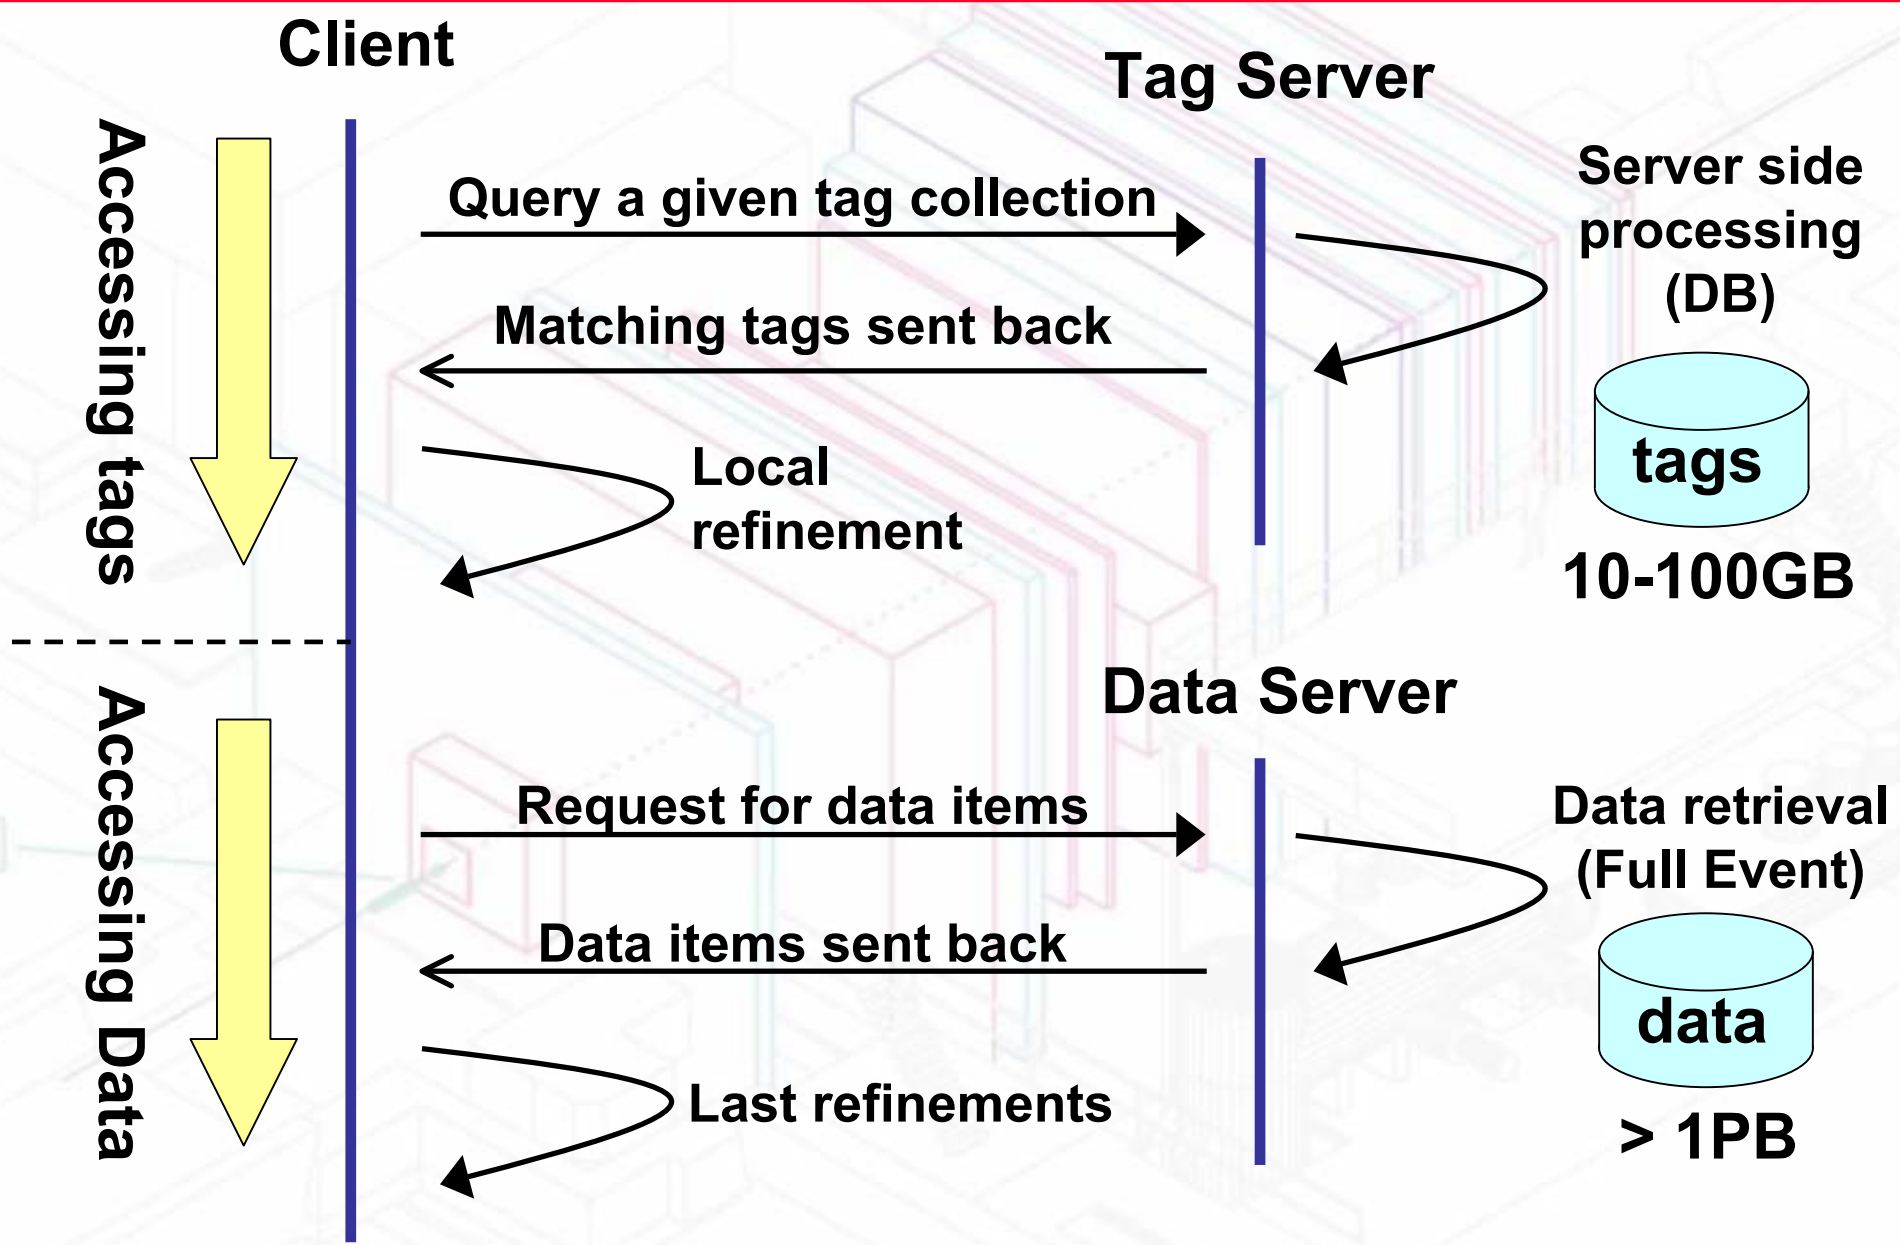 Client
Tag Server
Accessing tags
Query a given tag collection
Server side
processing
(DB)
Matching tags sent back
Local
refinement
tags
10-100GB
Data Server
Accessing Data
Request for data items
Data retrieval
(Full Event)
Data items sent back
data
Last refinements
> 1PB